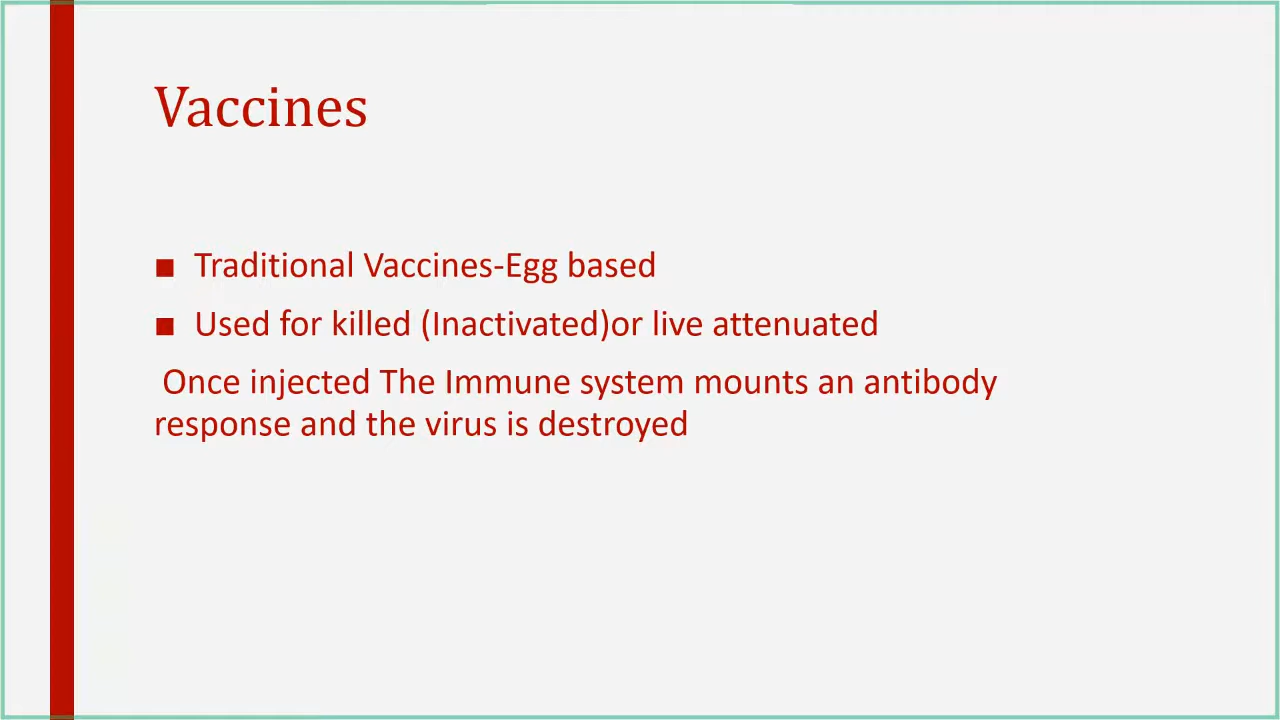 Vaccines
■ Traditional Vaccines-Egg based
■ Used for killed (Inactivated)or live attenuated
Once injected The Immune system mounts an antibody
response and the virus is destroyed